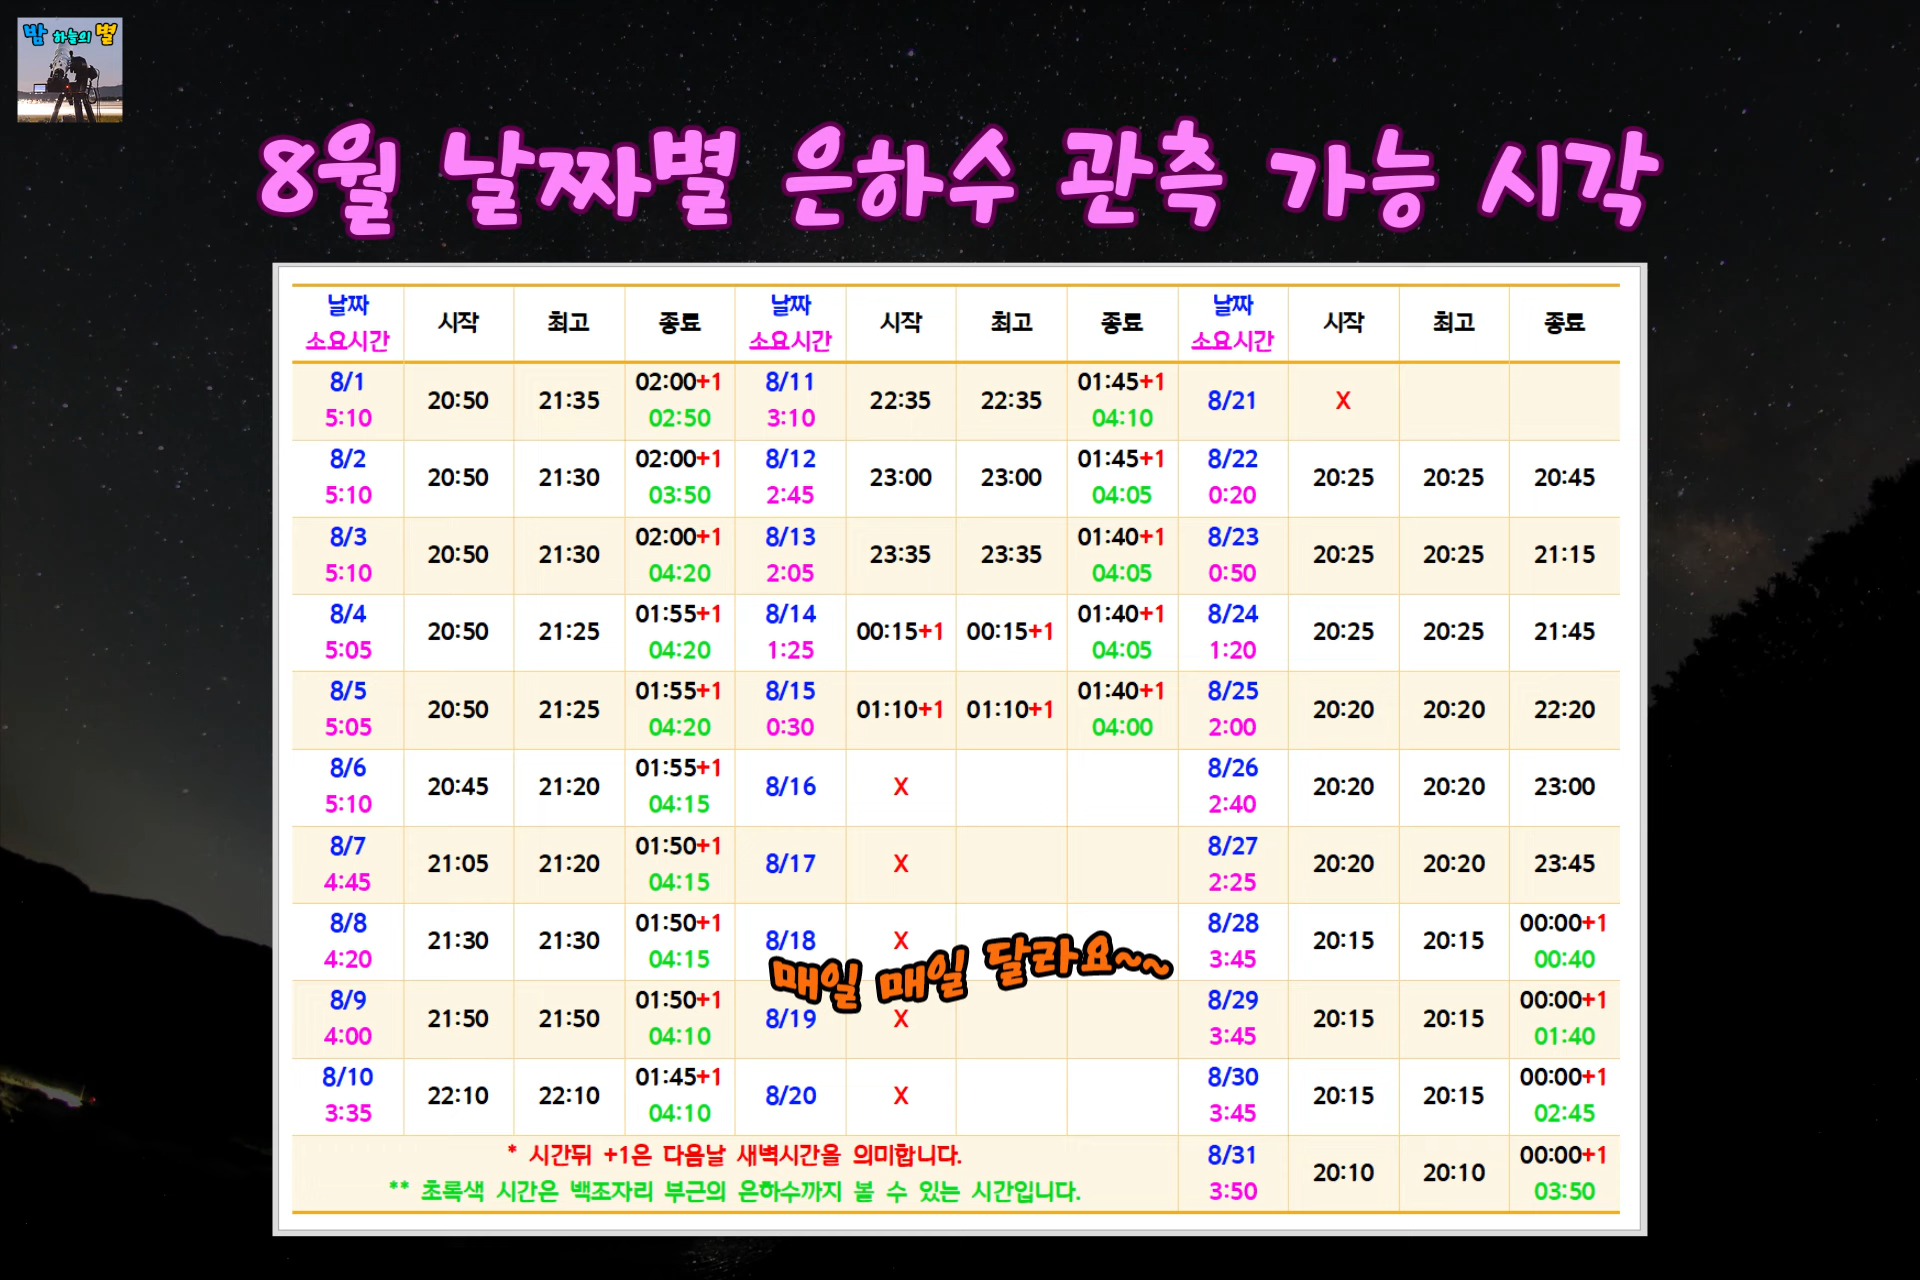 밤 하늘의 별
8월 날짜별 은하수 관측 가능 시각
날짜 소요시간 시작 최고 종료 날짜 소요시간 시작 최고 종료 날짜 소요시간 시작 최고 종료
8/1 5:10 20:50 21:35 02:00+1 02:50 8/11 3:10 22:35 22:35 01:45+1 04:10 8/21 X
8/2 5:10 20:50 21:30 02:00+1 03:50 8/12 2:45 23:00 23:00 01:45+1 04:05 8/22 0:20 20:25 20:25 20:45
8/3 5:10 20:50 21:30 02:00+1 04:20 8/13 2:05 23:35 23:35 01:40+1 04:05 8/23 0:50 20:25 20:25 21:15
8/4 5:05 20:50 21:25 01:55+1 04:20 8/14 1:25 00:15+1 00:15+1 01:40+1 04:05 8/24 1:20 20:25 20:25 21:45
8/5 5:05 20:50 21:25 01:55+1 04:20 8/15 0:30 01:10+1 01:10+1 01:40+1 04:00 8/25 2:00 20:20 20:20 22:20
8/6 5:10 20:45 21:20 01:55+1 04:15 8/16 X 8/26 2:40 20:20 20:20 23:00
8/7 4:45 21:05 21:20 01:50+1 04:15 8/17 X 8/27 2:25 20:20 20:20 23:45
8/8 4:20 21:30 21:30 01:50+1 04:15 8/18 X 8/28 3:45 20:15 20:15 00:00+1 00:40
매일 매일 달라요~~
8/9 4:00 21:50 21:50 01:50+1 04:10 8/19 X 8/29 3:45 20:15 20:15 00:00+1 01:40
8/10 3:35 22:10 22:10 01:45+1 04:10 8/20 X 8/30 3:45 20:15 20:15 00:00+1 02:45
* 시간뒤 +1은 다음날 새벽시간을 의미합니다.
** 초록색 시간은 백조자리 부근의 은하수까지 볼 수 있는 시간입니다.
8/31 3:50 20:10 20:10 00:00+1 03:50